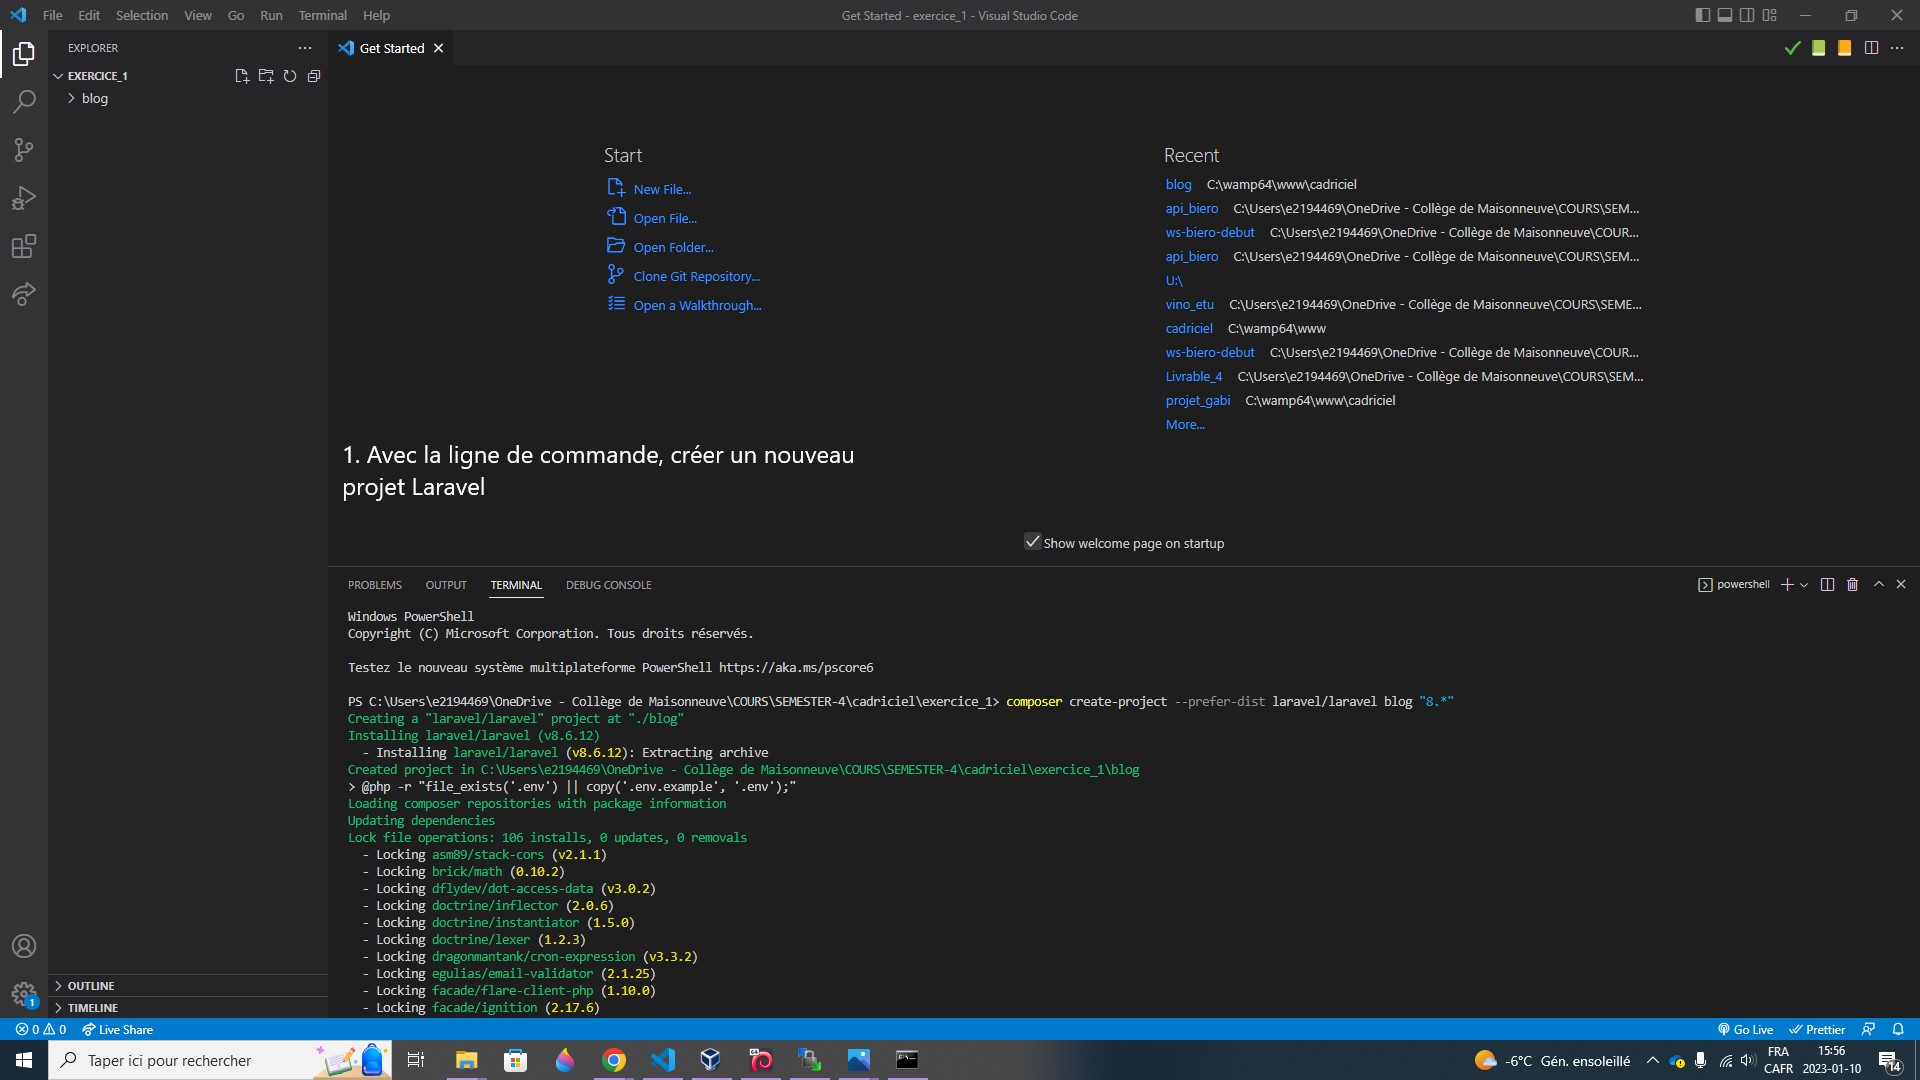 File Edit Selection View Go Run Terminal Help
Get Started - exercice_1 - Visual Studio Code
EXPLORER
Get Started
EXERCICE_1
blog
Start
New File...
Open File...
Open Folder...
Clone Git Repository...
Open a Walkthrough...
Recent
blog C:\wamp64\www\cadriciel
api_biero C:\Users\e2194469\OneDrive - Collège de Maisonneuve\COURS\SEM...
ws-biero-debut C:\Users\e2194469\OneDrive - Collège de Maisonneuve\COUR...
api_biero C:\Users\e2194469\OneDrive - Collège de Maisonneuve\COURS\SEM...
U:\
vino_etu C:\Users\e2194469\OneDrive - Collège de Maisonneuve\COURS\SEME...
cadriciel C:\wamp64\www
ws-biero-debut C:\Users\e2194469\OneDrive - Collège de Maisonneuve\COUR...
Livrable_4 C:\Users\e2194469\OneDrive - Collège de Maisonneuve\COURS\SEM...
projet_gabi C:\wamp64\www\cadriciel
More...
1. Avec la ligne de commande, créer un nouveau
projet Laravel
Show welcome page on startup
PROBLEMS OUTPUT TERMINAL DEBUG CONSOLE
powershell
Windows PowerShell
Copyright (C) Microsoft Corporation. Tous droits réservés.
Testez le nouveau système multiplateforme PowerShell https://aka.ms/pscore6
PS C:\Users\e2194469\OneDrive - Collège de Maisonneuve\COURS\SEMESTER-4\cadriciel\exercice_1> composer create-project --prefer-dist laravel/laravel blog "8.*"
Creating a "laravel/laravel" project at "./blog"
Installing laravel/laravel (v8.6.12)
- Installing laravel/laravel (v8.6.12): Extracting archive
Created project in C:\Users\e2194469\OneDrive - Collège de Maisonneuve\COURS\SEMESTER-4\cadriciel\exercice_1\blog
> @php -r "file_exists('.env') || copy('.env.example', '.env');"
Loading composer repositories with package information
Updating dependencies
Lock file operations: 106 installs, 0 updates, 0 removals
- Locking asm89/stack-cors (v2.1.1)
- Locking brick/math (0.10.2)
- Locking dflydev/dot-access-data (v3.0.2)
- Locking doctrine/inflector (2.0.6)
- Locking doctrine/instantiator (1.5.0)
- Locking doctrine/lexer (1.2.3)
- Locking dragonmantank/cron-expression (v3.3.2)
- Locking egulias/email-validator (2.1.25)
- Locking facade/flare-client-php (1.10.0)
- Locking facade/ignition (2.17.6)
OUTLINE
TIMELINE
1
0 0 Live Share
Go Live Prettier
Taper ici pour rechercher
-6°C Gén. ensoleillé
FRA
CAFR
15:56
2023-01-10
14